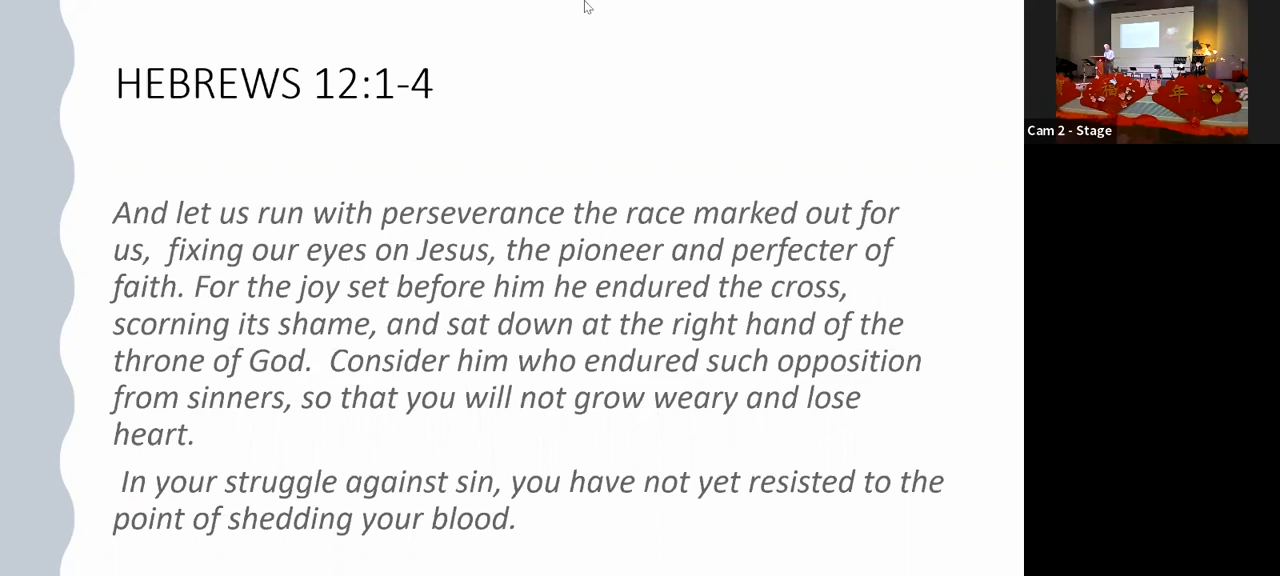 HEBREWS 12:1-4
And let us run with perseverance the race marked out for
us,  fixing our eyes on Jesus, the pioneer and perfecter of
faith. For the joy set before him he endured the cross,
scorning its shame, and sat down at the right hand of the
throne of God.  Consider him who endured such opposition
from sinners, so that you will not grow weary and lose
heart.
In your struggle against sin, you have not yet resisted to the
point of shedding your blood.
福
年
Cam 2 - Stage